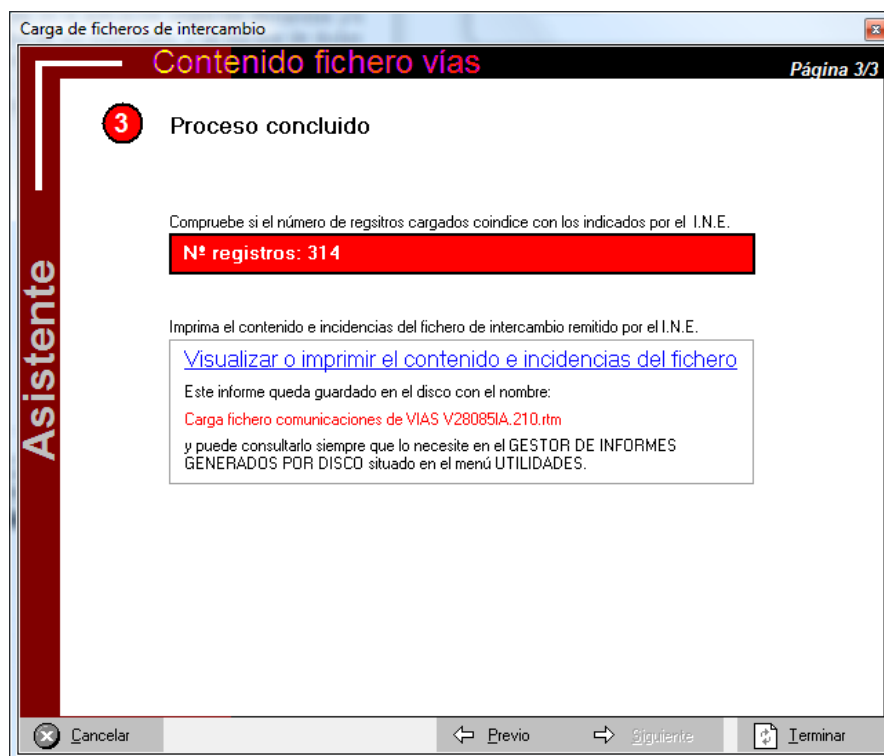 Carga de ficheros de intercambio
Contenido fichero vías
Página 3/3
3
Proceso concluido
Compruebe si el número de regsitros cargados coindice con los indicados por el I.N.E.
Nº registros: 314
Asistente
Imprima el contenido e incidencias del fichero de intercambio remitido por el I.N.E.
Visualizar o imprimir el contenido e incidencias del fichero
Este informe queda guardado en el disco con el nombre:
Carga fichero comunicaciones de VIAS V28085IA.210.rtm
y puede consultarlo siempre que lo necesite en el GESTOR DE INFORMES
GENERADOS POR DISCO situado en el menú UTILIDADES.
Cancelar
Previo
Siguiente
Terminar